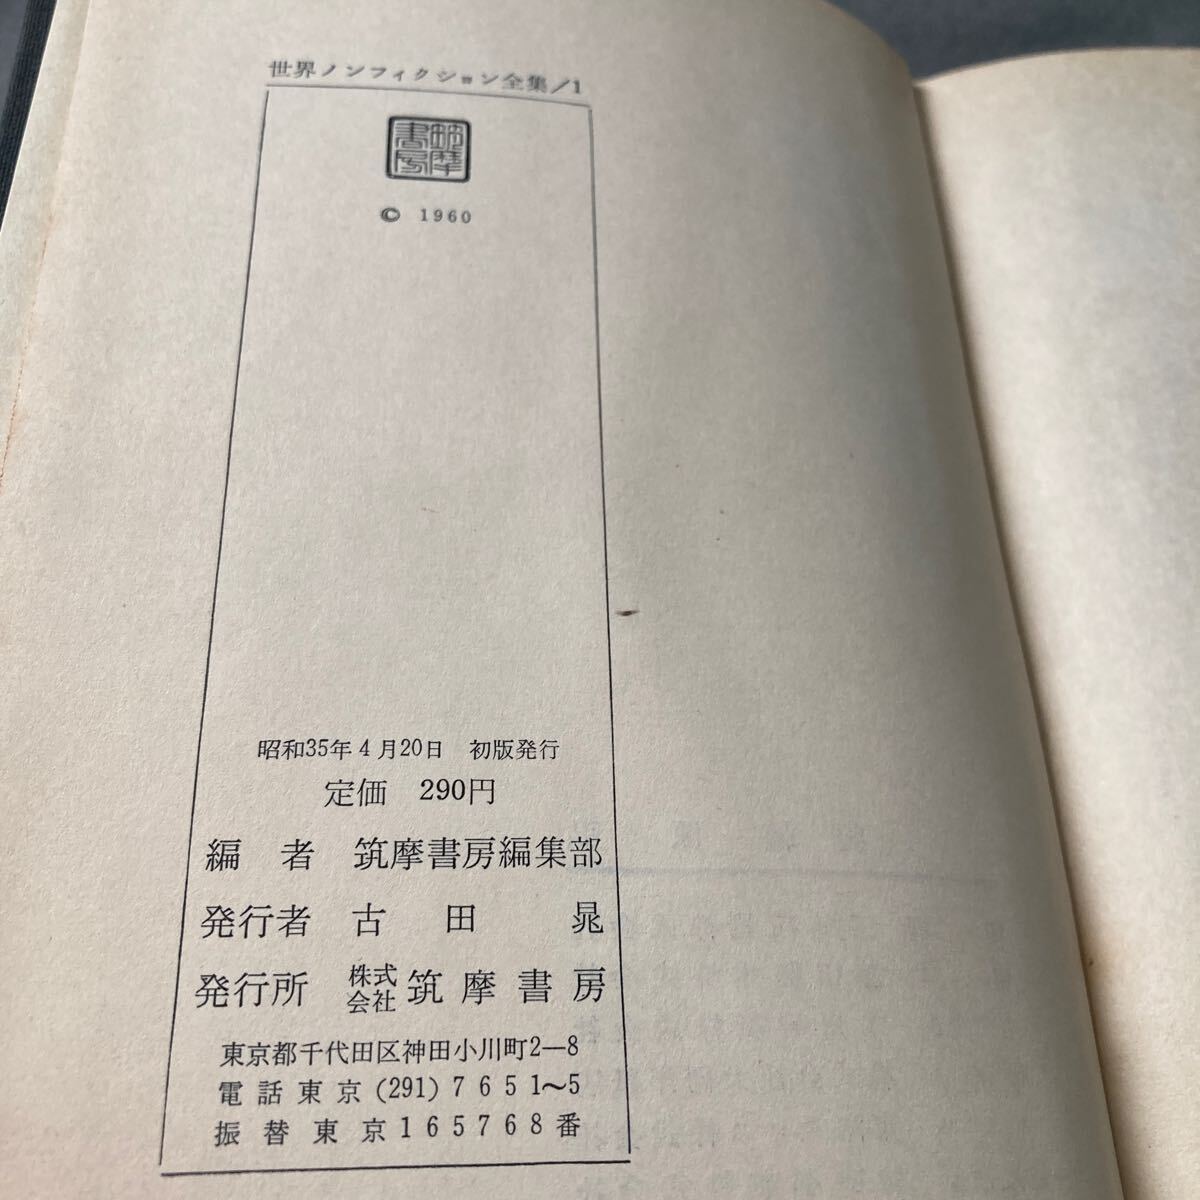 世界ノンフィクション全集/1
筑摩書房
© 1960
昭和35年4月20日 初版発行
定価 290円
編者 筑摩書房編集部
発行者 古田晁
発行所 株式会社 筑摩書房
東京都千代田区神田小川町2—8
電話東京(291)7651〜5
振替東京165768番